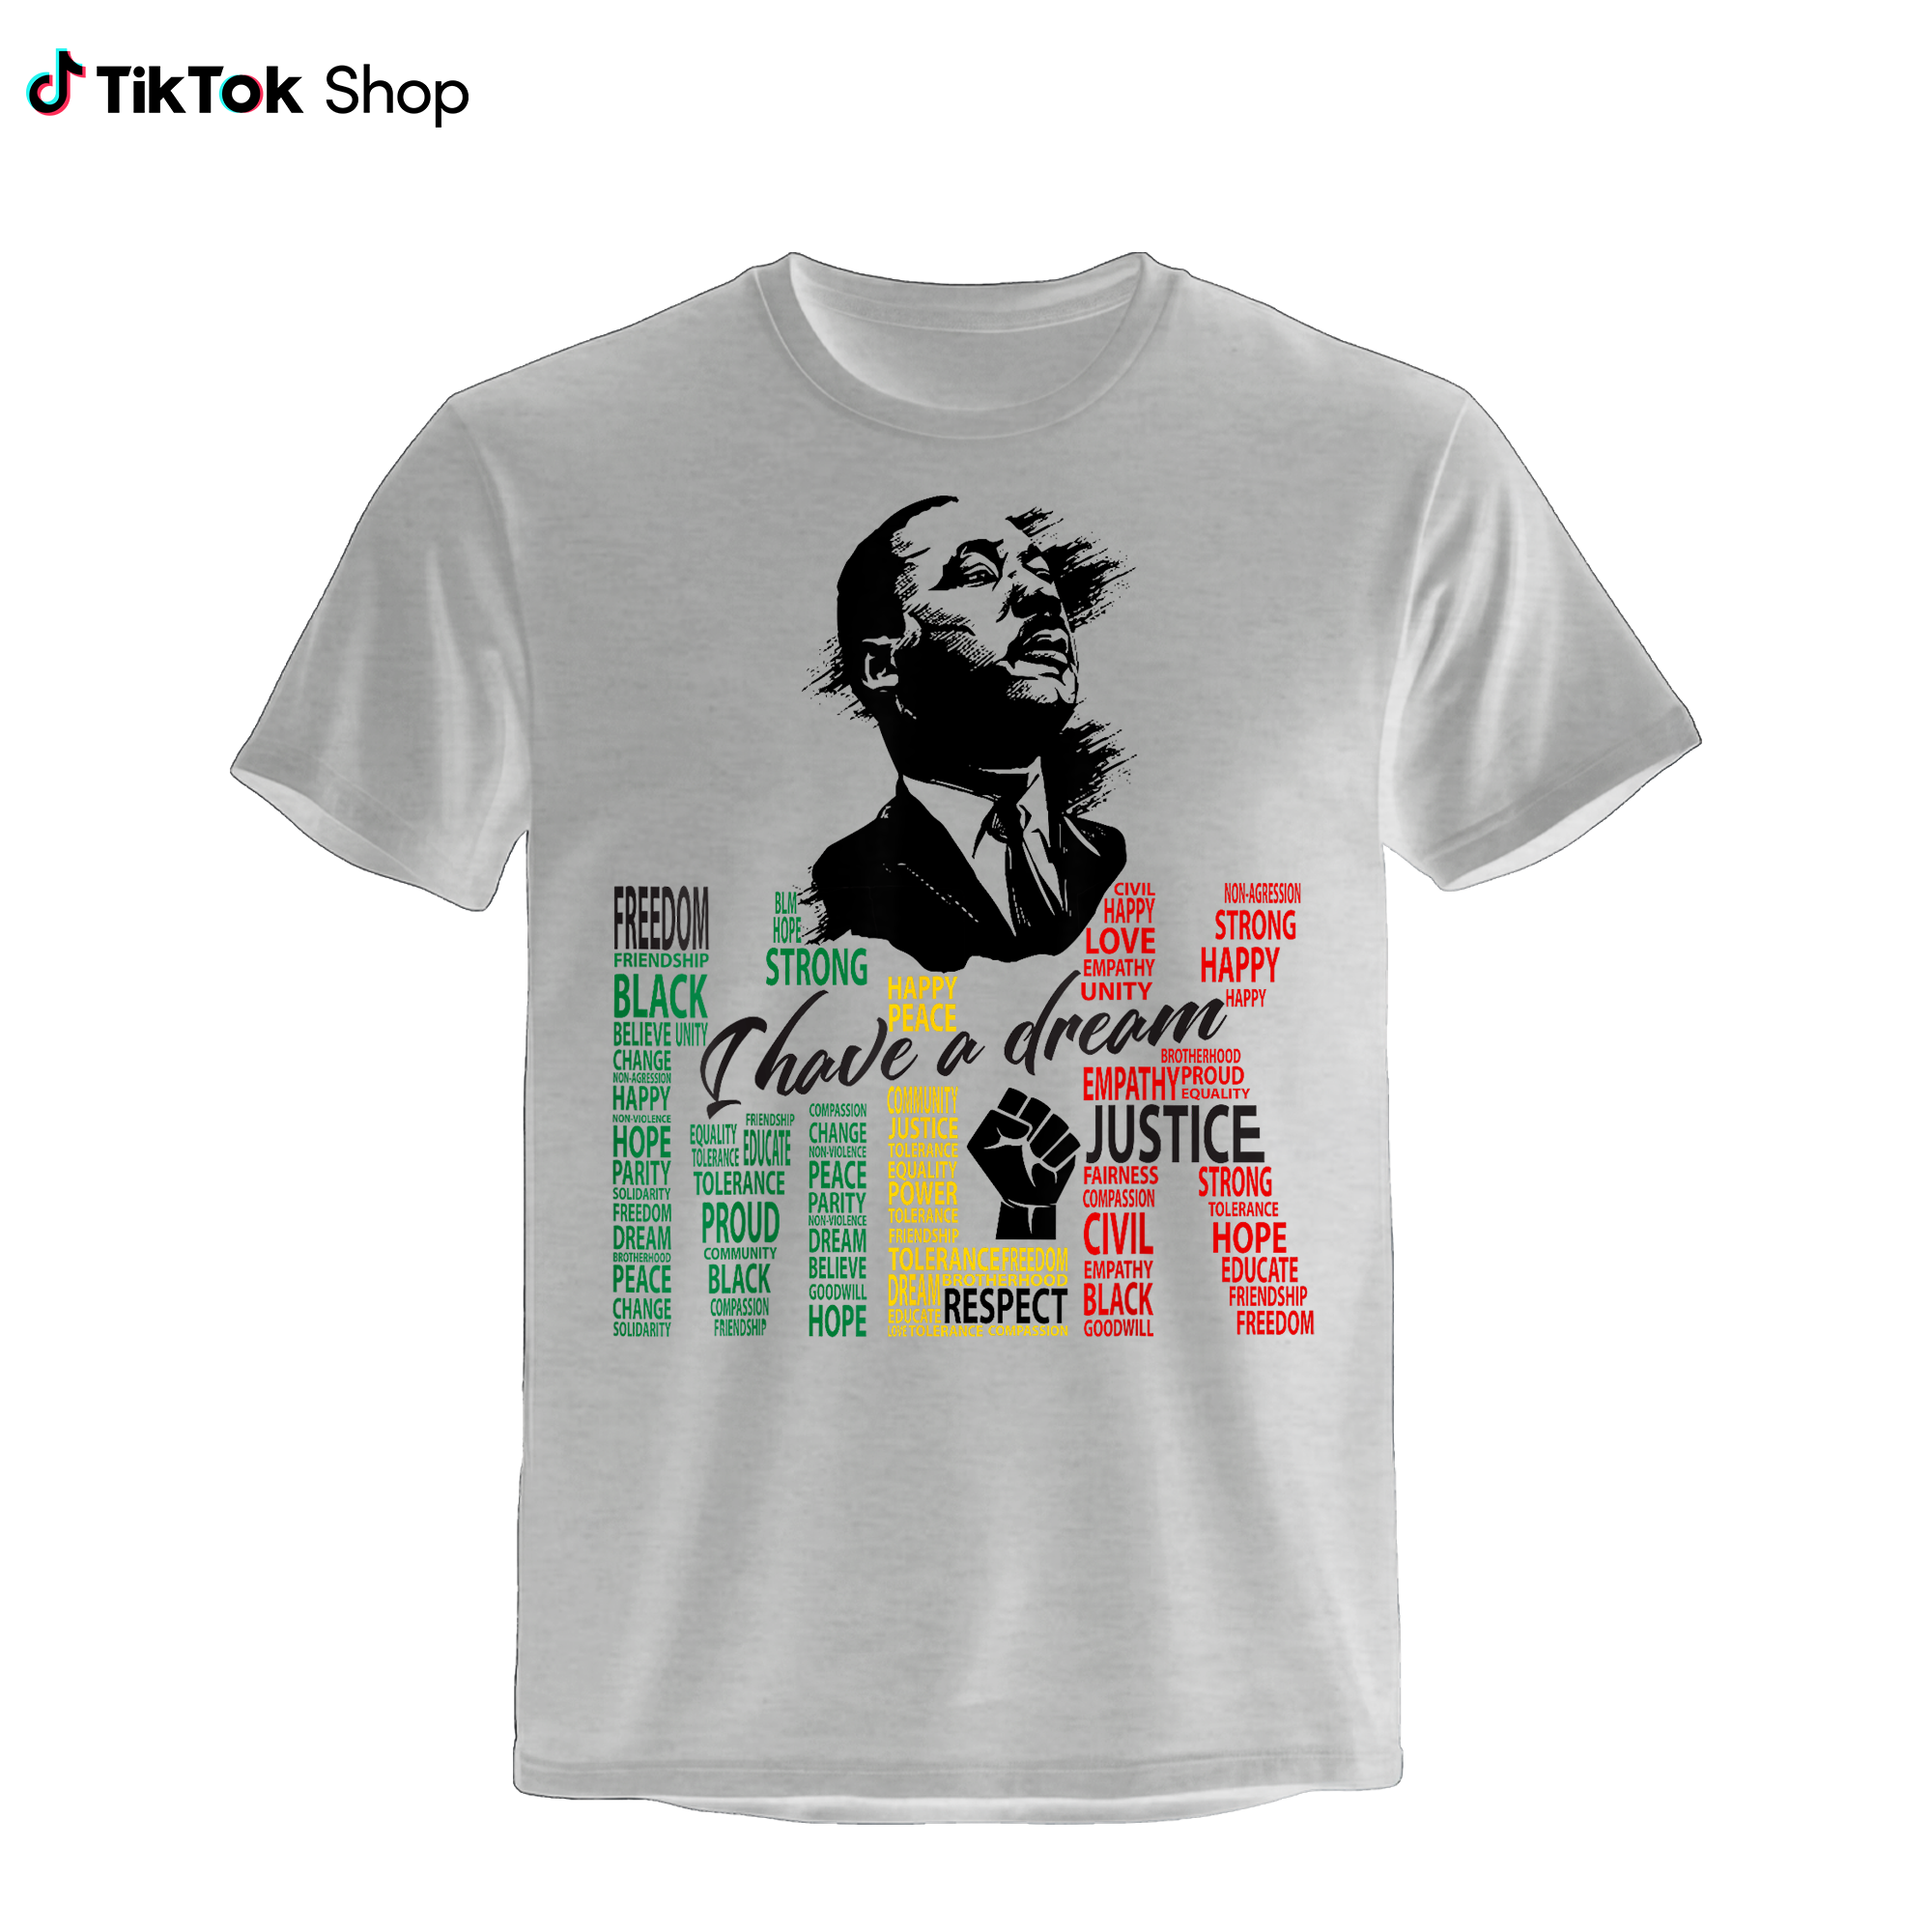 TikTok Shop
FREEDOM
FRIENDSHIP
BLACK
BELIEVE UNITY
CHANGE
NON-AGRESSION
HAPPY
NON-VIOLENCE
HOPE
PARITY
SOLIDARITY
FREEDOM
DREAM
BROTHERHOOD
PEACE
CHANGE
SOLIDARITY
EQUALITY
TOLERANCE
FRIENDSHIP
EDUCATE
TOLERANCE
PROUD
COMMUNITY
BLACK
COMPASSION
FRIENDSHIP
BLM
HOPE
STRONG
I have a dream
COMPASSION
CHANGE
NON-VIOLENCE
PEACE
PARITY
NON-VIOLENCE
DREAM
BELIEVE
GOODWILL
HOPE
HAPPY
PEACE
COMMUNITY
JUSTICE
TOLERANCE
EQUALITY
POWER
TOLERANCE
FRIENDSHIP
TOLERANCE FREEDOM
DREAM BROTHERHOOD
EDUCATE RESPECT
LOVE TOLERANCE COMPASSION
CIVIL
HAPPY
LOVE
EMPATHY
UNITY
NON-AGRESSION
STRONG
HAPPY
HAPPY
BROTHERHOOD
EMPATHY PROUD
EQUALITY
JUSTICE
FAIRNESS
COMPASSION
CIVIL
EMPATHY
BLACK
GOODWILL
STRONG
TOLERANCE
HOPE
EDUCATE
FRIENDSHIP
FREEDOM